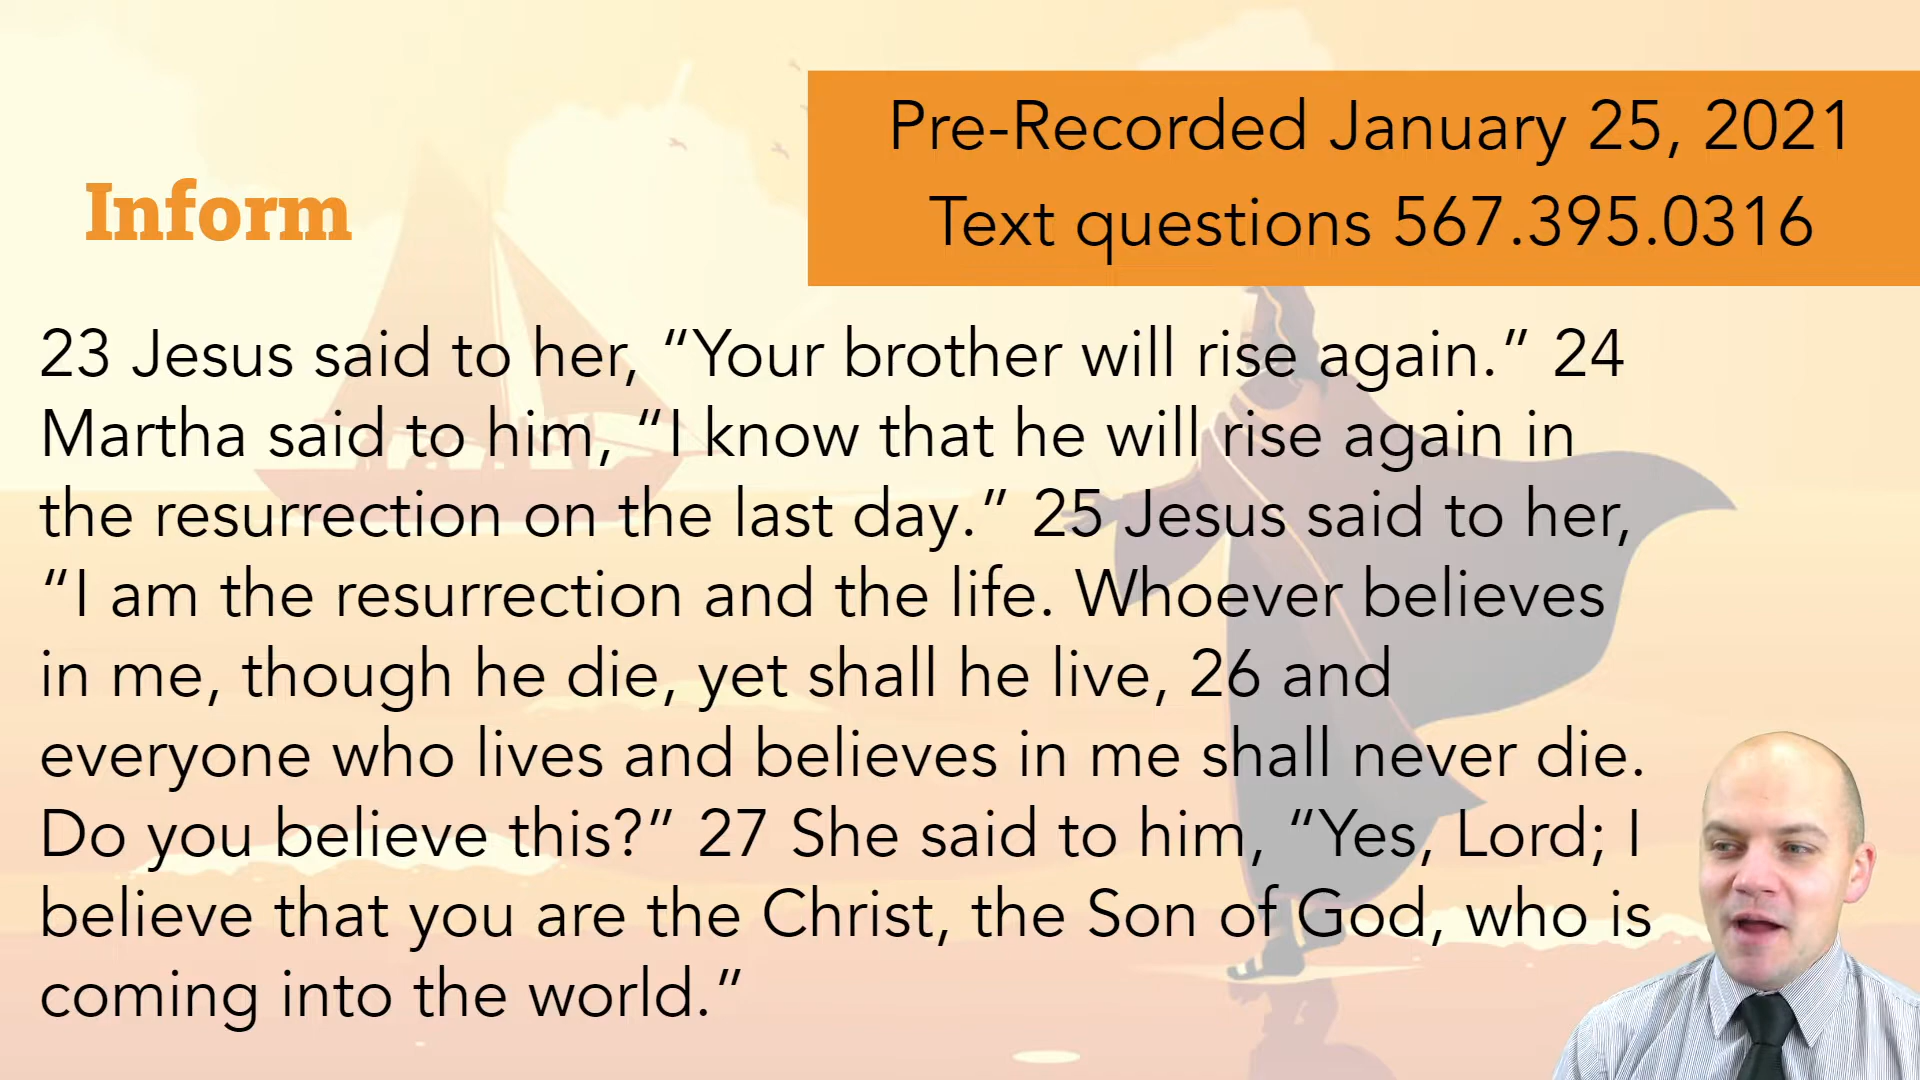 Pre-Recorded January 25, 2021
Text questions 567.395.0316
Inform
23 Jesus said to her, “Your brother will rise again.” 24
Martha said to him, “I know that he will rise again in
the resurrection on the last day.” 25 Jesus said to her,
“I am the resurrection and the life. Whoever believes
in me, though he die, yet shall he live, 26 and
everyone who lives and believes in me shall never die.
Do you believe this?” 27 She said to him, “Yes, Lord; I
believe that you are the Christ, the Son of God, who is
coming into the world.”